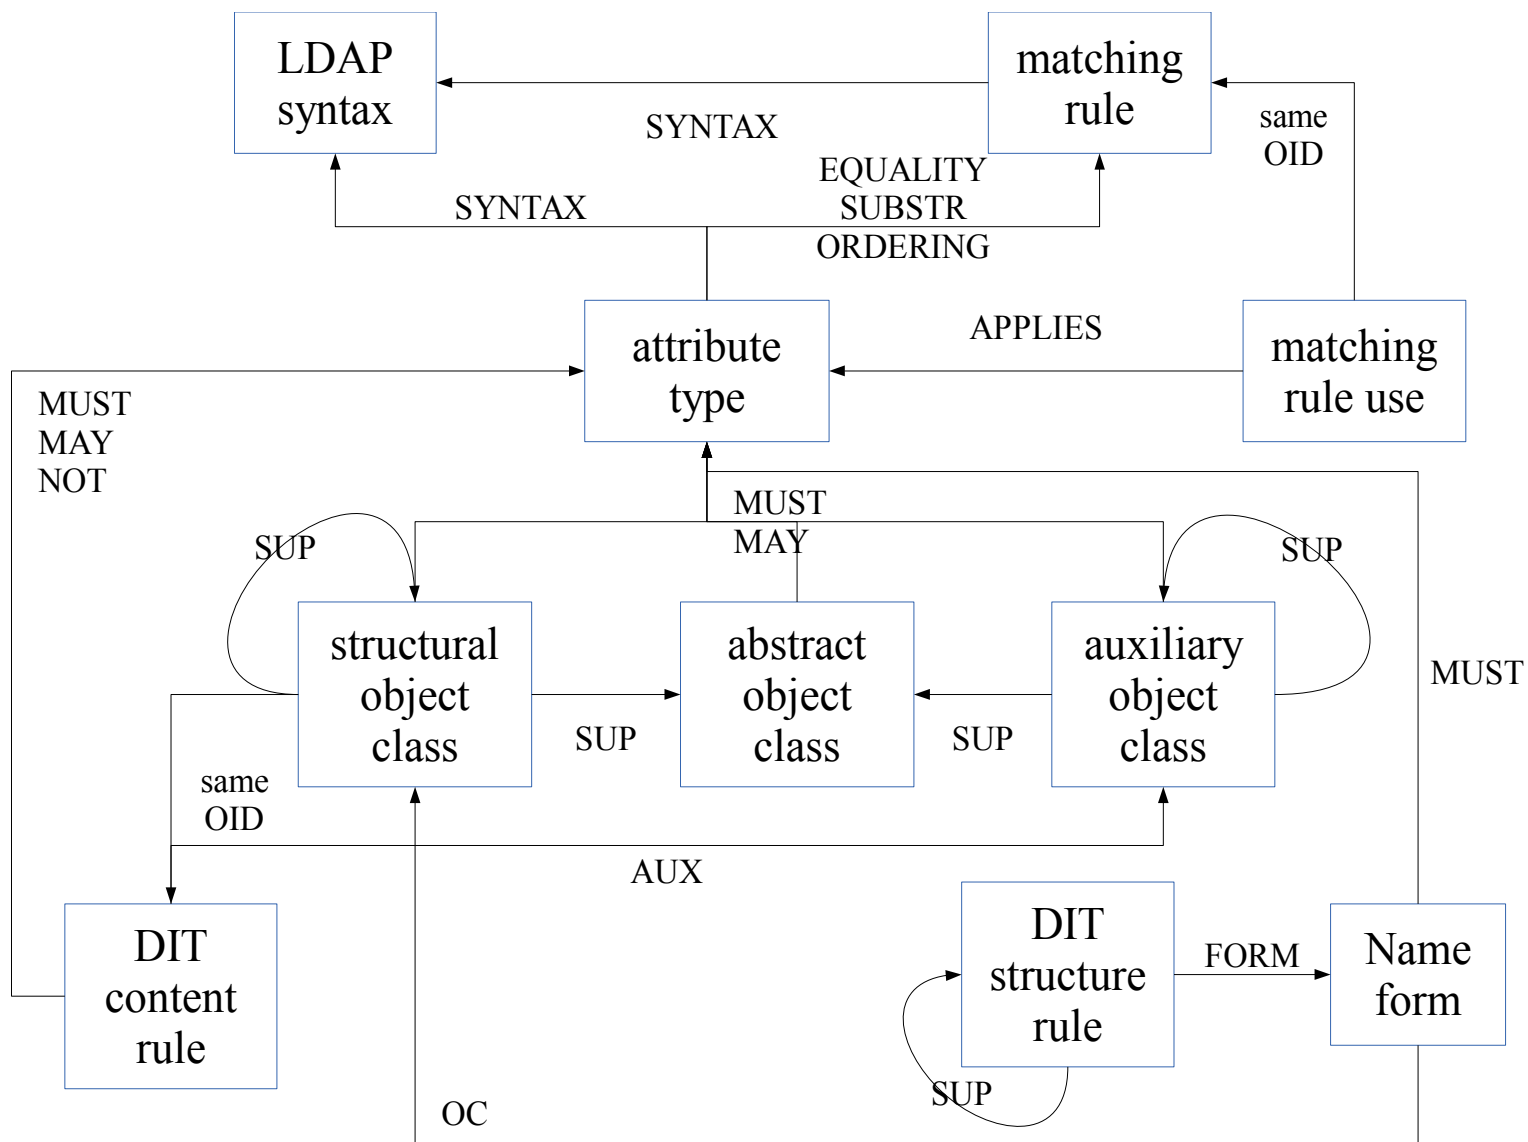 LDAP
syntax
matching
rule
SYNTAX
same
OID
EQUALITY
SUBSTR
ORDERING
SYNTAX
attribute
type
APPLIES
matching
rule use
MUST
MAY
NOT
MUST
MAY
SUP
SUP
structural
object
class
abstract
object
class
auxiliary
object
class
SUP
SUP
MUST
same
OID
AUX
DIT
content
rule
DIT
structure
rule
FORM
Name
form
SUP
OC